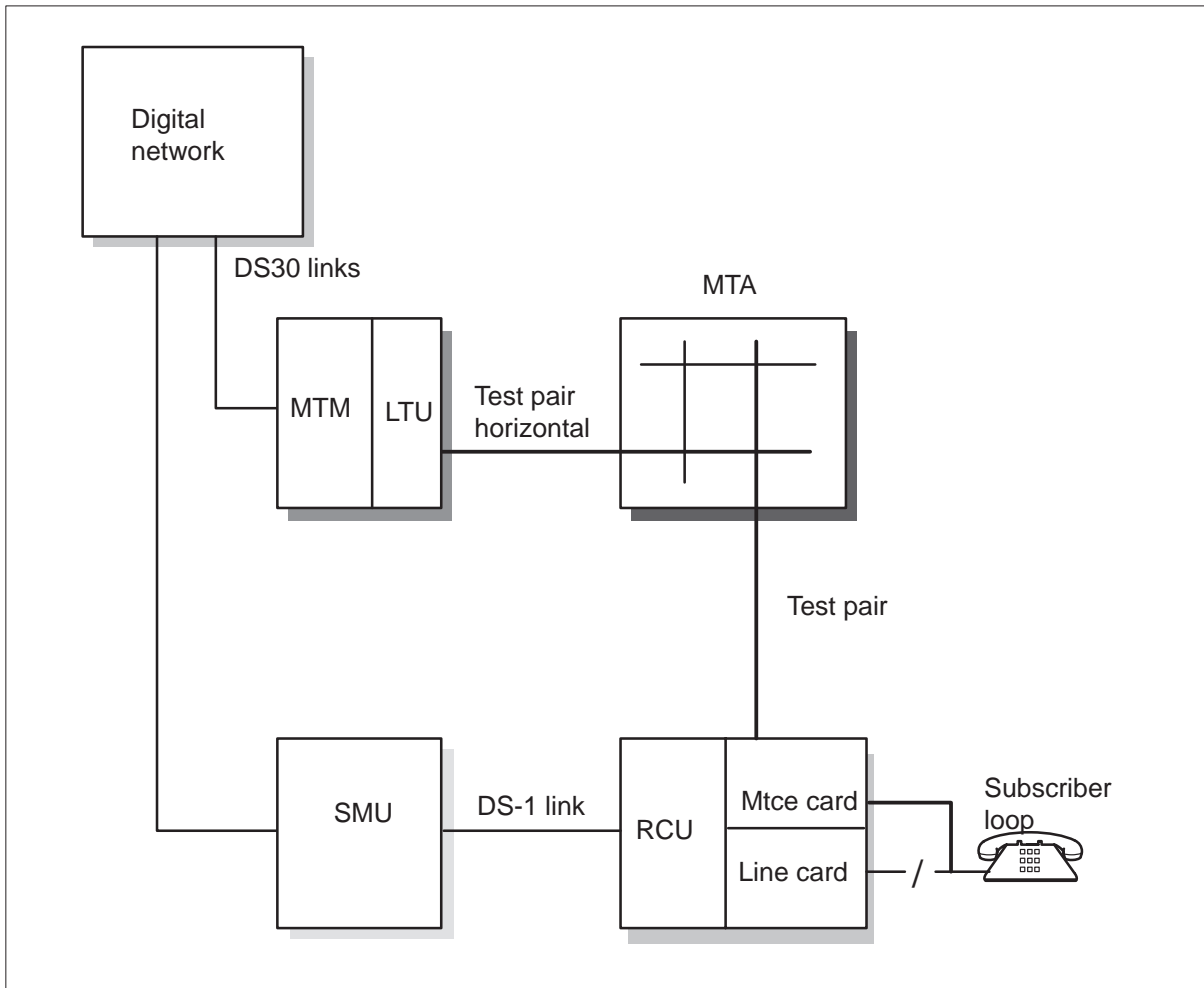 Digital
network
DS30 links
MTA
MTM
LTU
Test pair
horizontal
Test pair
SMU
DS-1 link
RCU
Mtce card
Line card
Subscriber
loop